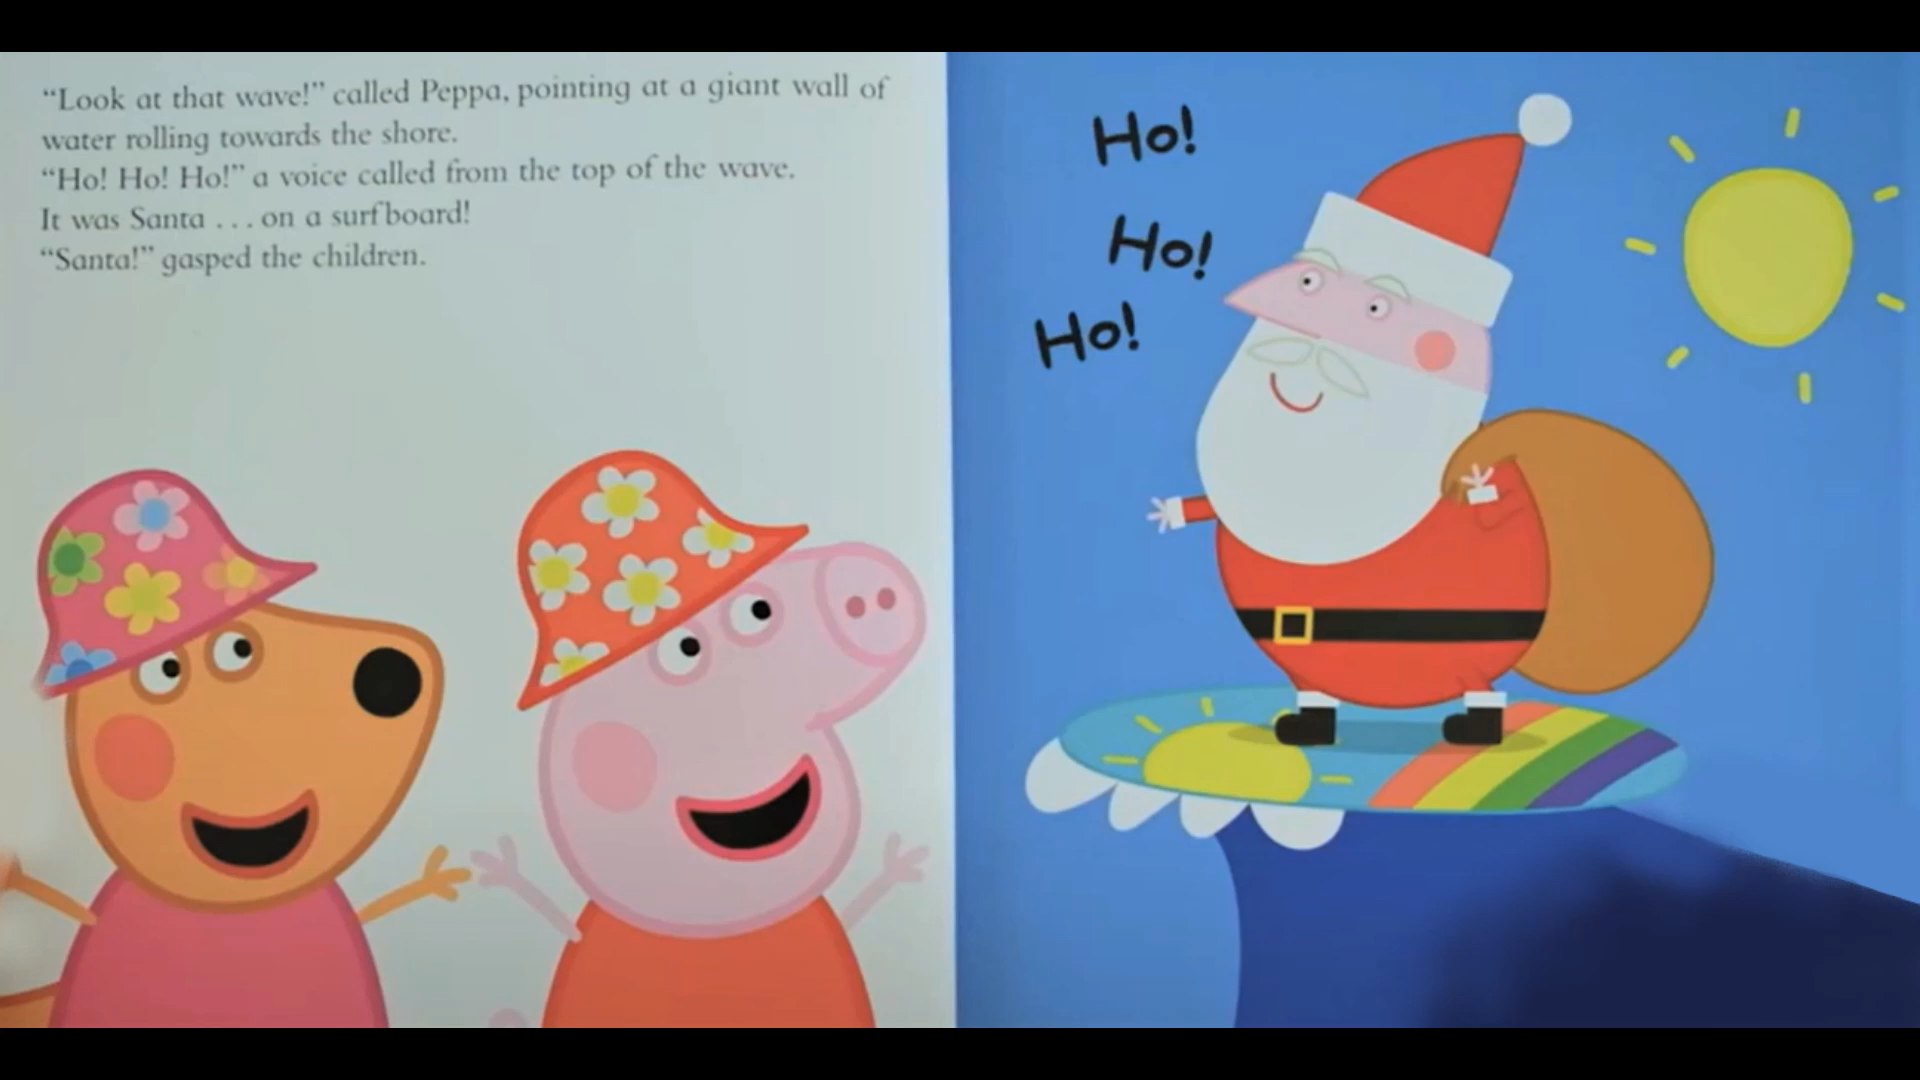 “Look at that wave!” called Peppa, pointing at a giant wall of
water rolling towards the shore.
“Ho! Ho! Ho!” a voice called from the top of the wave.
It was Santa . . . on a surfboard!
“Santa!” gasped the children.
Ho!
Ho!
Ho!